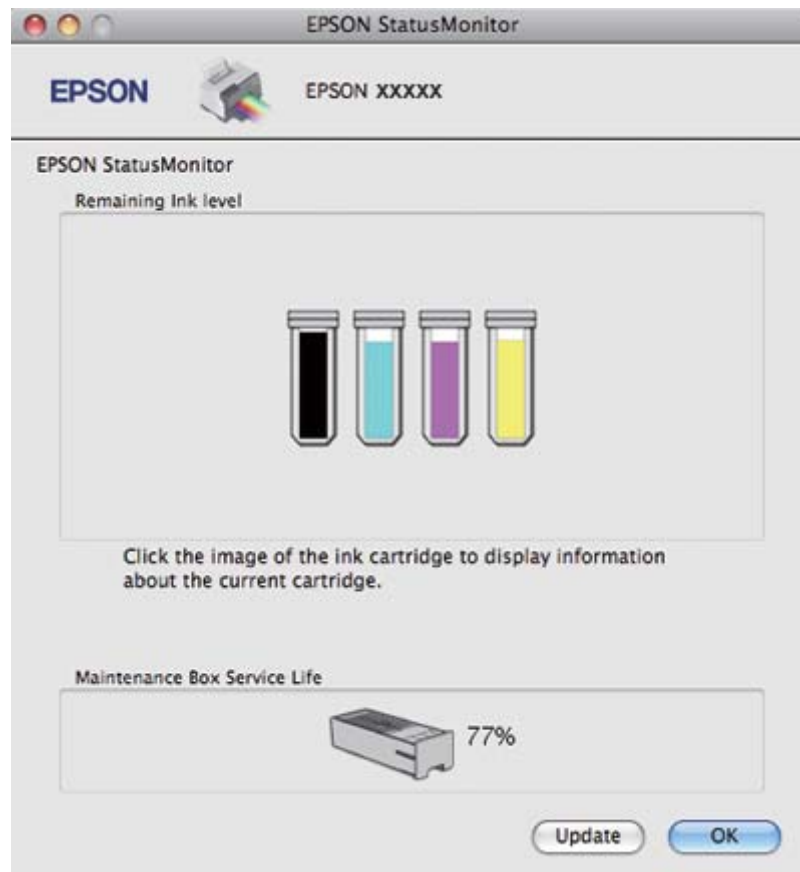 EPSON StatusMonitor
EPSON EPSON XXXXX
EPSON StatusMonitor
Remaining Ink level
Click the image of the ink cartridge to display information
about the current cartridge.
Maintenance Box Service Life
77%
Update OK